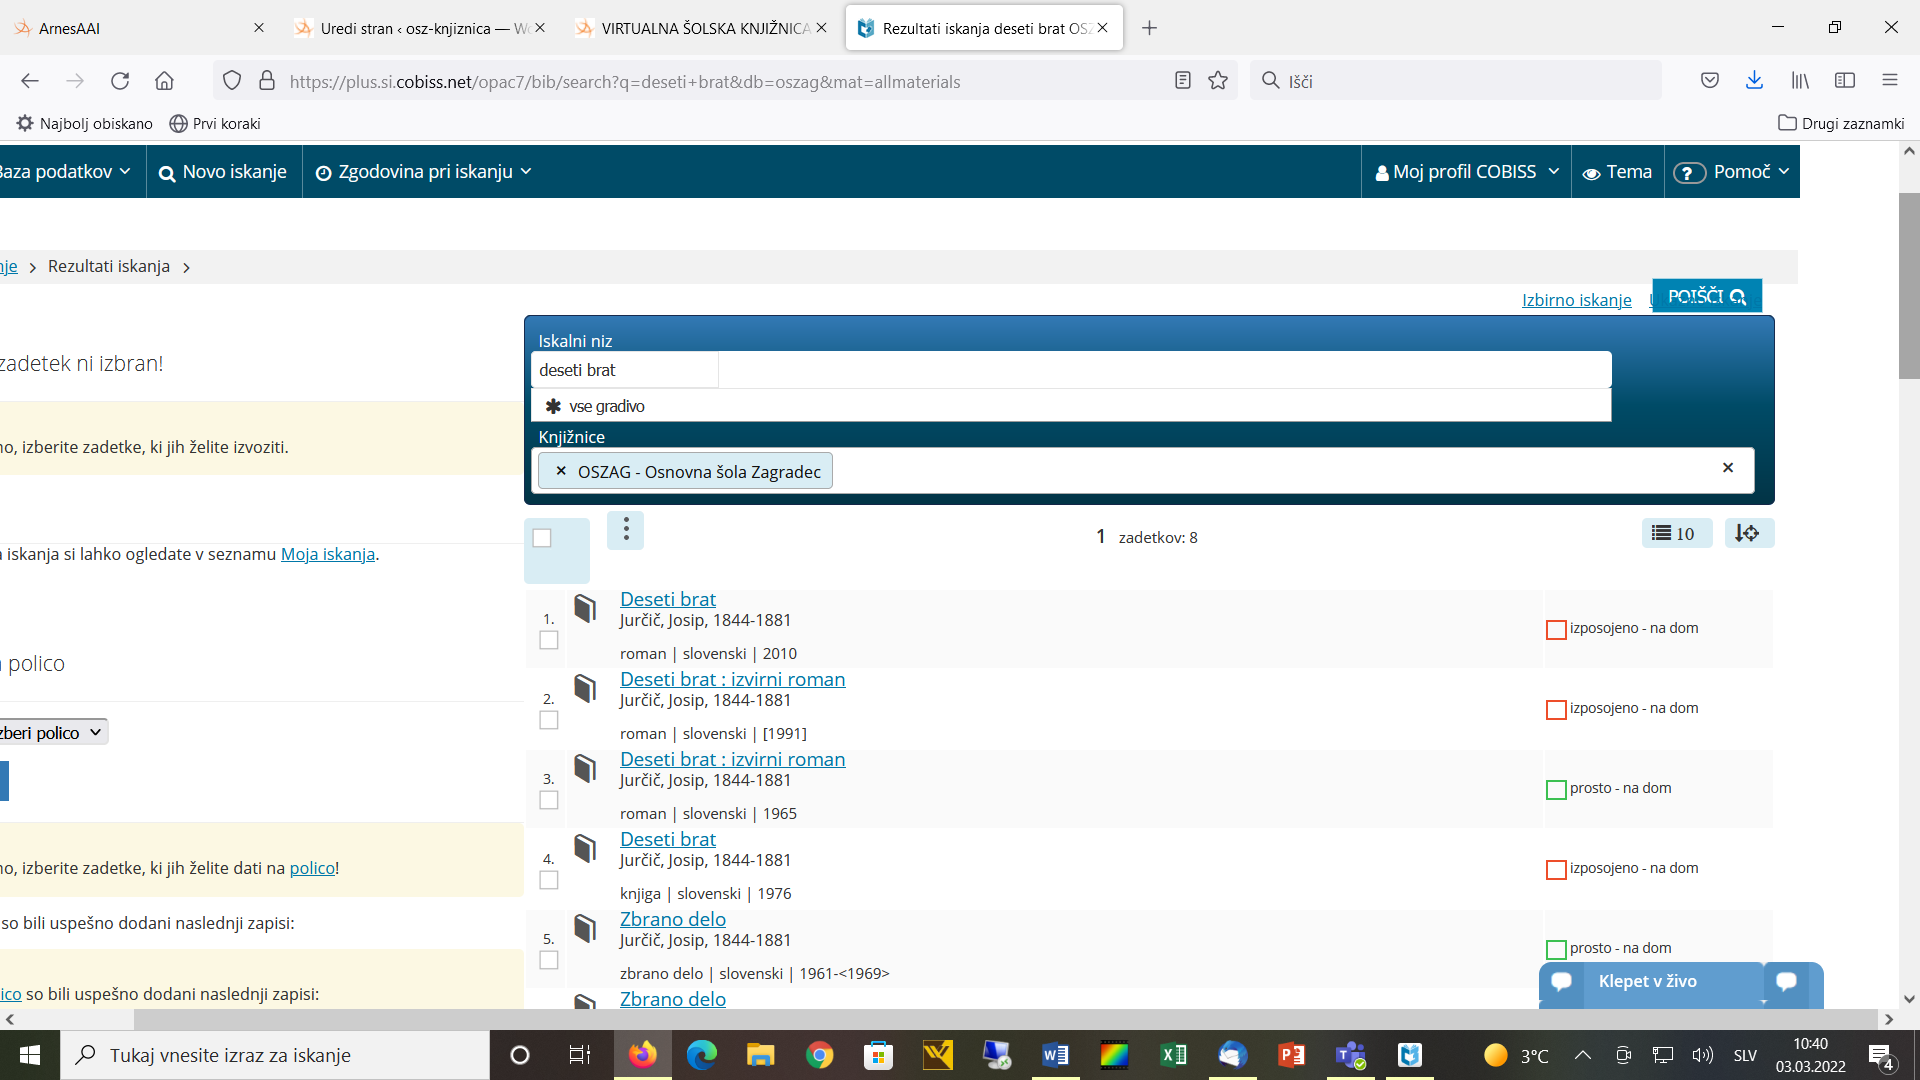 ArnesAAI
Uredi stran ‹ osz-knjiznica — Wo
VIRTUALNA ŠOLSKA KNJIŽNICA
Rezultati iskanja deseti brat OSZ
https://plus.si.cobiss.net/opac7/bib/search?q=deseti+brat&db=oszag&mat=allmaterials
Išči
Najbolj obiskano
Prvi koraki
Drugi zaznamki
Baza podatkov
Novo iskanje
Zgodovina pri iskanju
Moj profil COBISS
Tema
? Pomoč
nje > Rezultati iskanja >
Izbirno iskanje
POIŠČI
zadetek ni izbran!
no, izberite zadetke, ki jih želite izvoziti.
a iskanja si lahko ogledate v seznamu Moja iskanja.
polico
zberi polico
no, izberite zadetke, ki jih želite dati na polico!
so bili uspešno dodani naslednji zapisi:
ico so bili uspešno dodani naslednji zapisi:
Iskalni niz
deseti brat
✱ vse gradivo
Knjižnice
× OSZAG - Osnovna šola Zagradec ×
1 zadetkov: 8
10
1. Deseti brat
Jurčič, Josip, 1844-1881
roman | slovenski | 2010
izposojeno - na dom
2. Deseti brat : izvirni roman
Jurčič, Josip, 1844-1881
roman | slovenski | [1991]
izposojeno - na dom
3. Deseti brat : izvirni roman
Jurčič, Josip, 1844-1881
roman | slovenski | 1965
prosto - na dom
4. Deseti brat
Jurčič, Josip, 1844-1881
knjiga | slovenski | 1976
izposojeno - na dom
5. Zbrano delo
Jurčič, Josip, 1844-1881
zbrano delo | slovenski | 1961-<1969>
prosto - na dom
Zbrano delo
Klepet v živo
Tukaj vnesite izraz za iskanje
3°C
SLV
10:40
03.03.2022
4